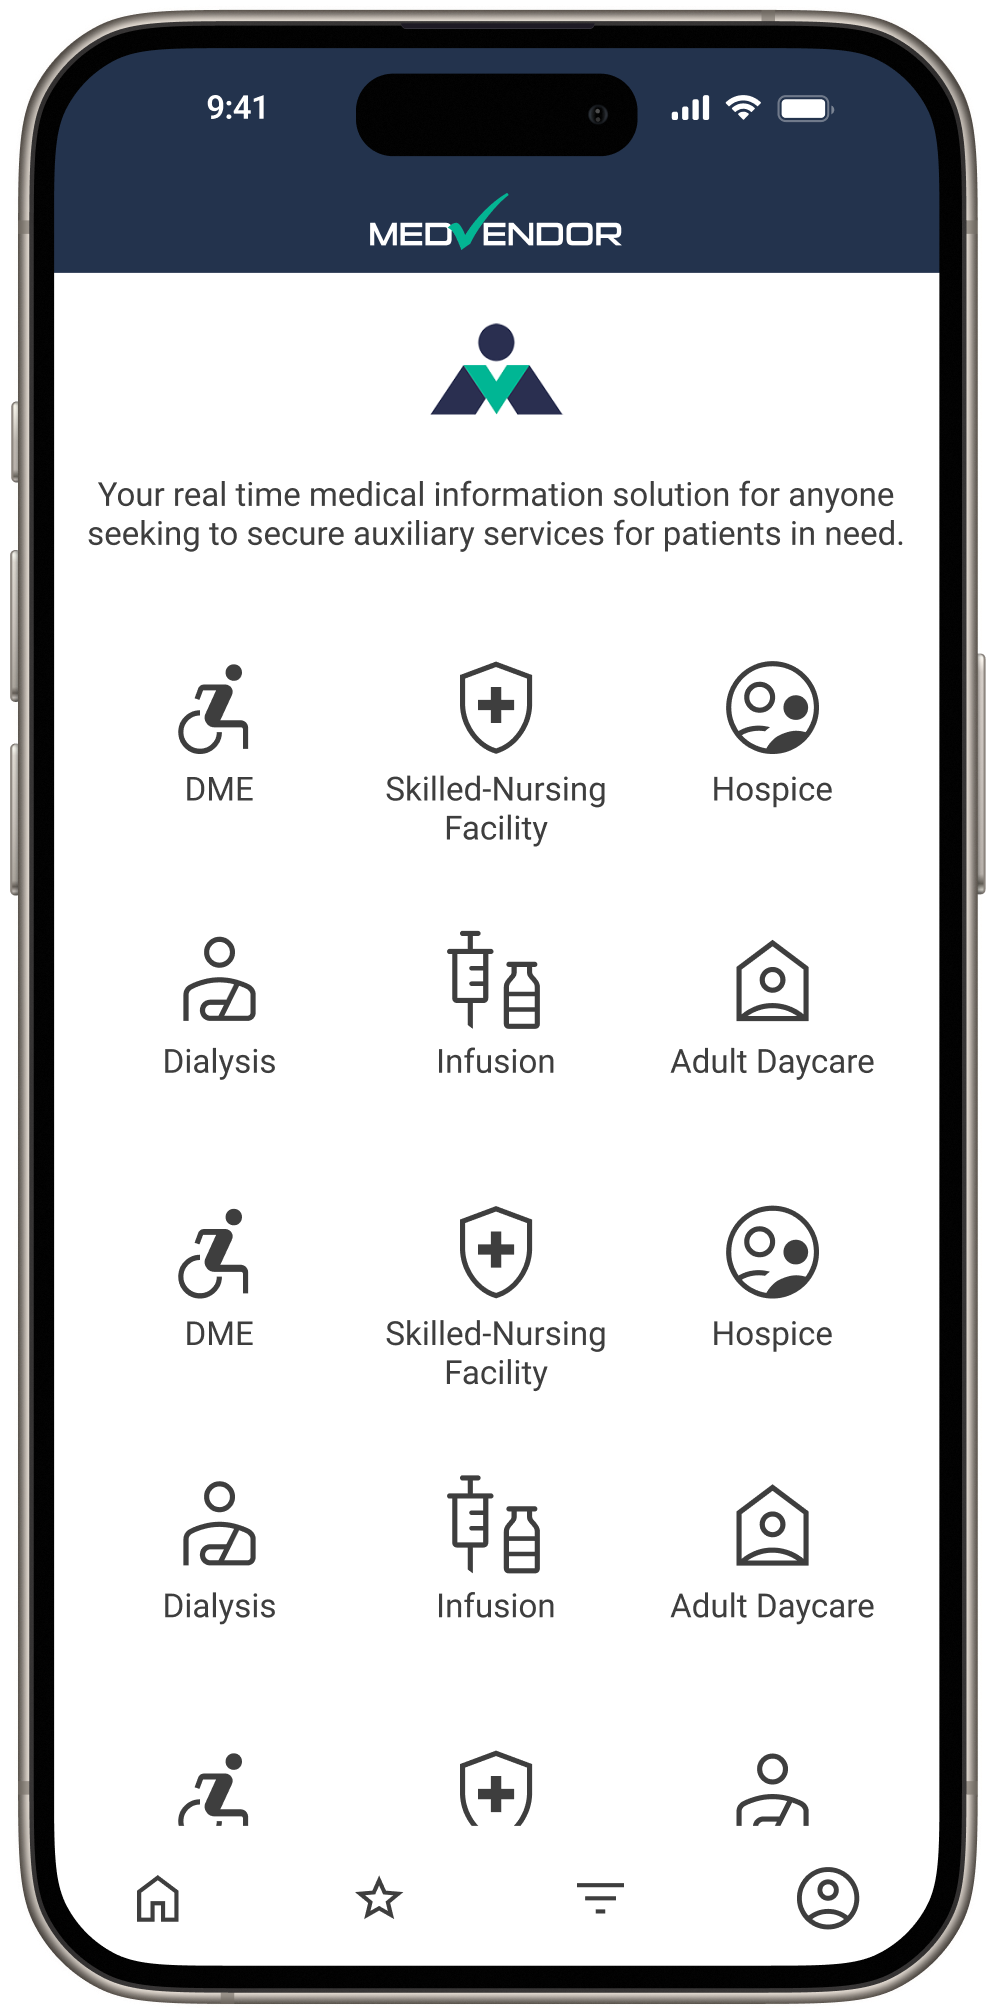 9:41
MEDVENDOR
Your real time medical information solution for anyone
seeking to secure auxiliary services for patients in need.
DME
Skilled-Nursing
Facility
Hospice
Dialysis
Infusion
Adult Daycare
DME
Skilled-Nursing
Facility
Hospice
Dialysis
Infusion
Adult Daycare